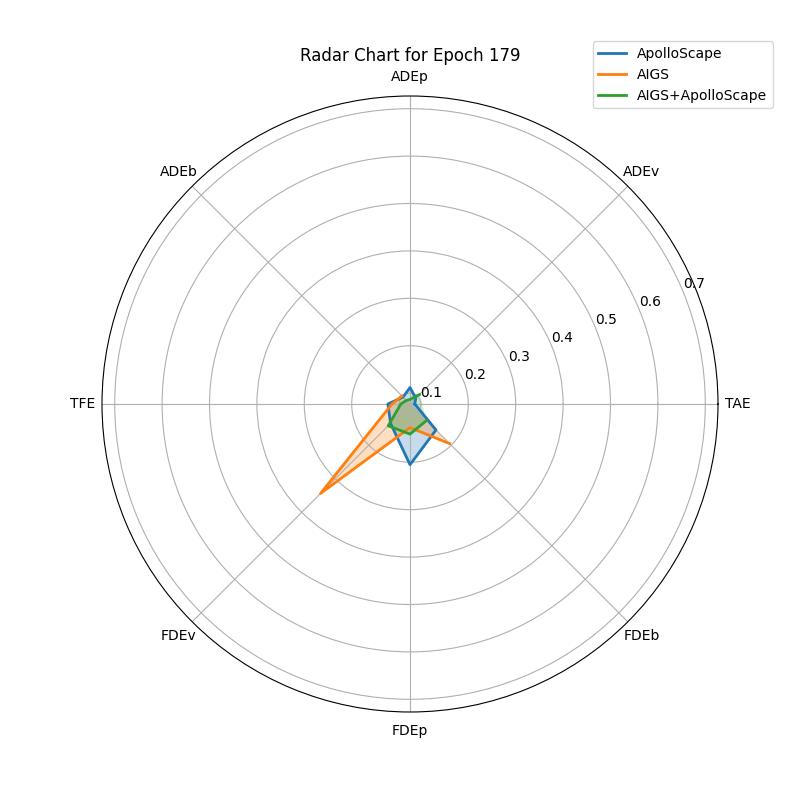 Radar Chart for Epoch 179
ApolloScape
AIGS
AIGS+ApolloScape
ADEp
ADEb
ADEv
0.7
0.6
0.5
0.4
0.3
0.2
0.1
TFE
TAE
FDEv
FDEb
FDEp